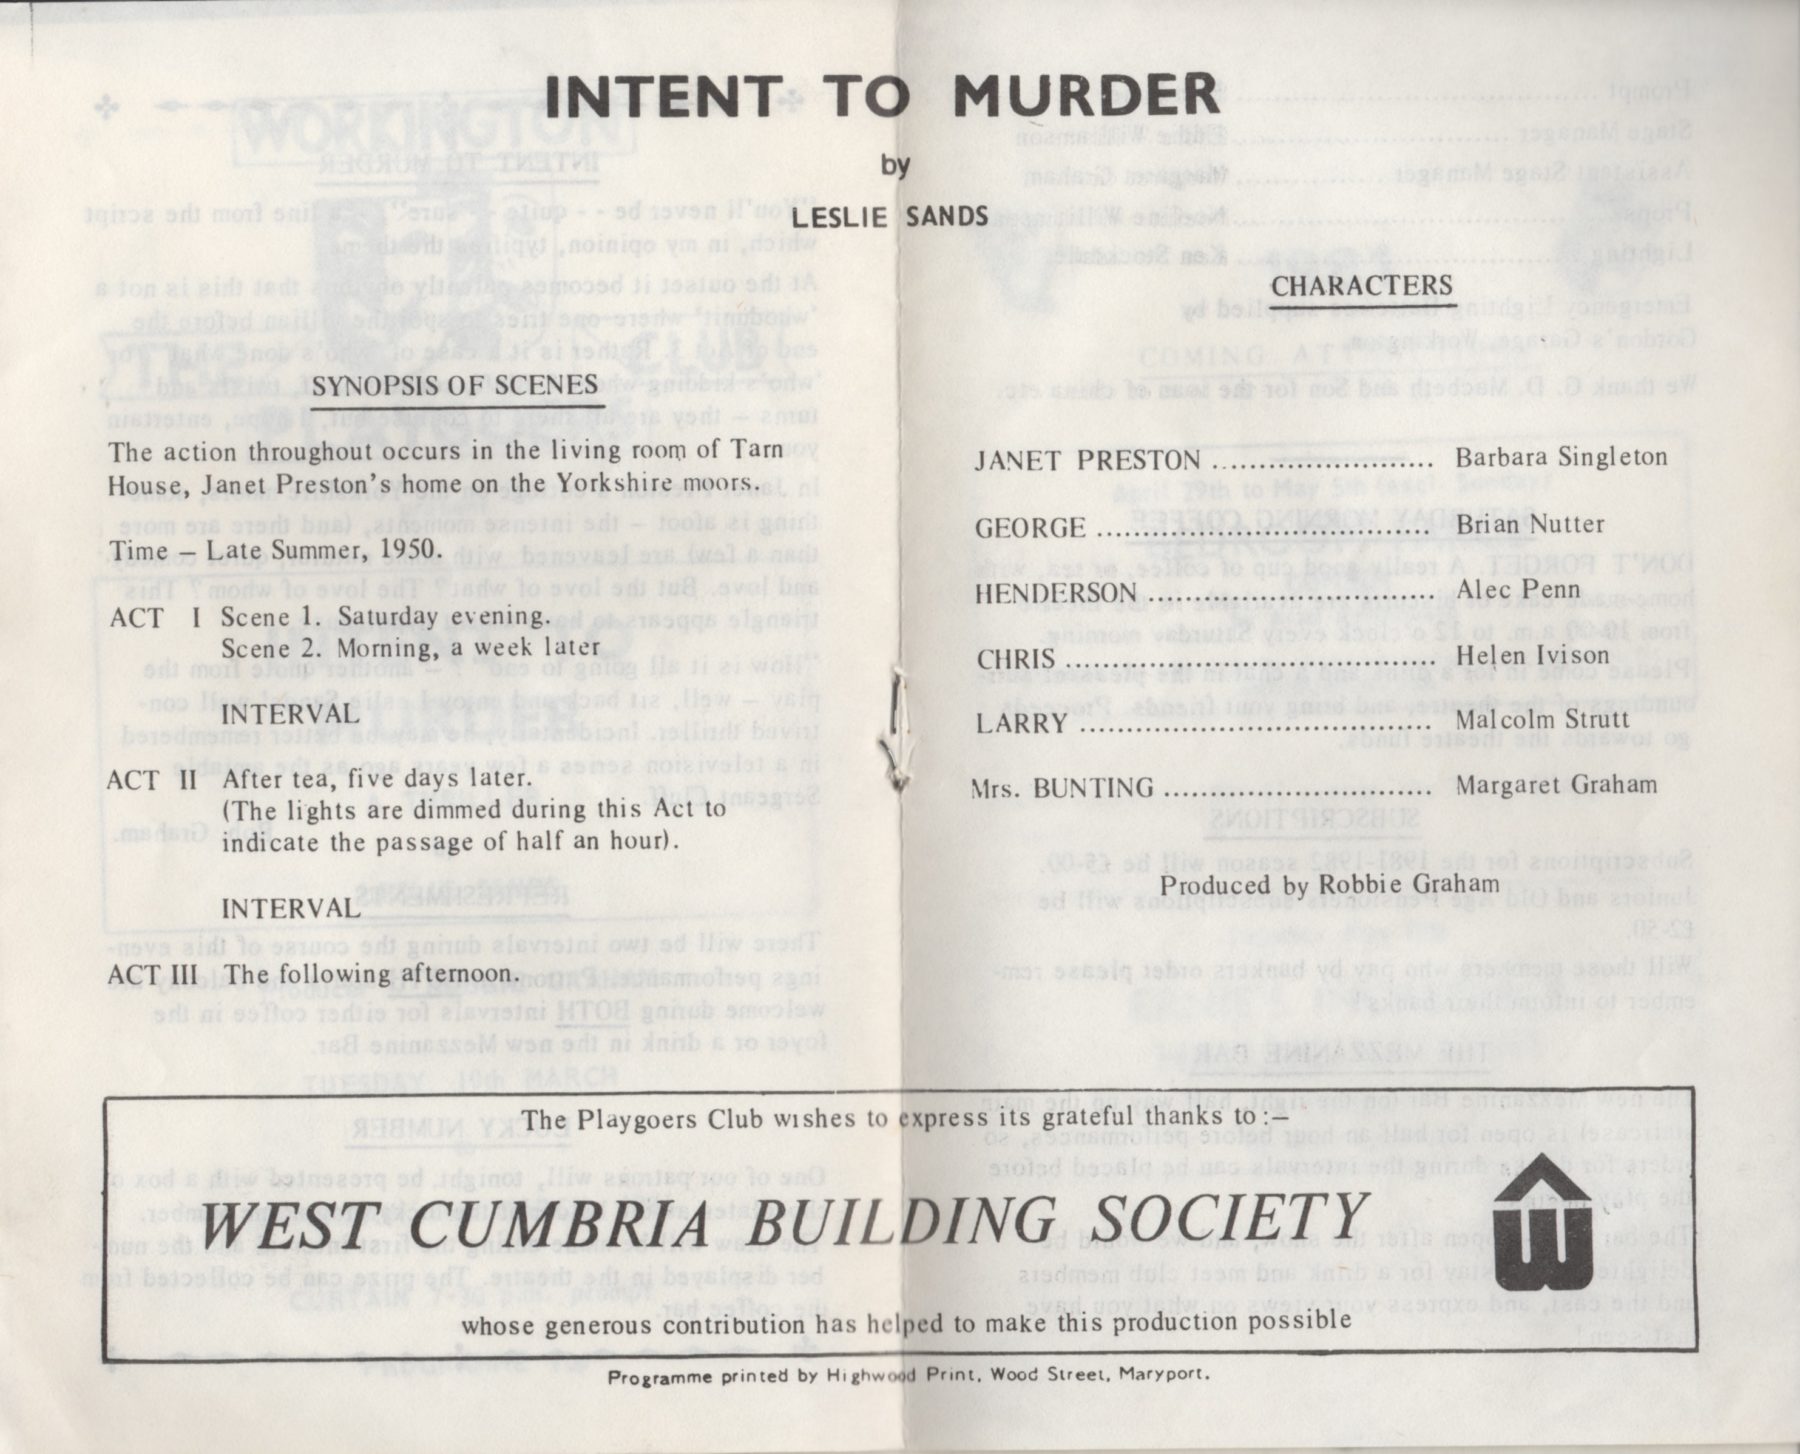 INTENT TO MURDER
by
LESLIE SANDS
SYNOPSIS OF SCENES
The action throughout occurs in the living room of Tarn
House, Janet Preston's home on the Yorkshire moors.
Time – Late Summer, 1950.
ACT I Scene 1. Saturday evening.
Scene 2. Morning, a week later
INTERVAL
ACT II After tea, five days later.
(The lights are dimmed during this Act to
indicate the passage of half an hour).
INTERVAL
ACT III The following afternoon.
CHARACTERS
JANET PRESTON ........................ Barbara Singleton
GEORGE .................................... Brian Nutter
HENDERSON ............................... Alec Penn
CHRIS ........................................ Helen Ivison
LARRY ...................................... Malcolm Strutt
Mrs. BUNTING ............................. Margaret Graham
Produced by Robbie Graham
The Playgoers Club wishes to express its grateful thanks to :–
WEST CUMBRIA BUILDING SOCIETY
W
whose generous contribution has helped to make this production possible
Programme printed by Highwood Print, Wood Street, Maryport.